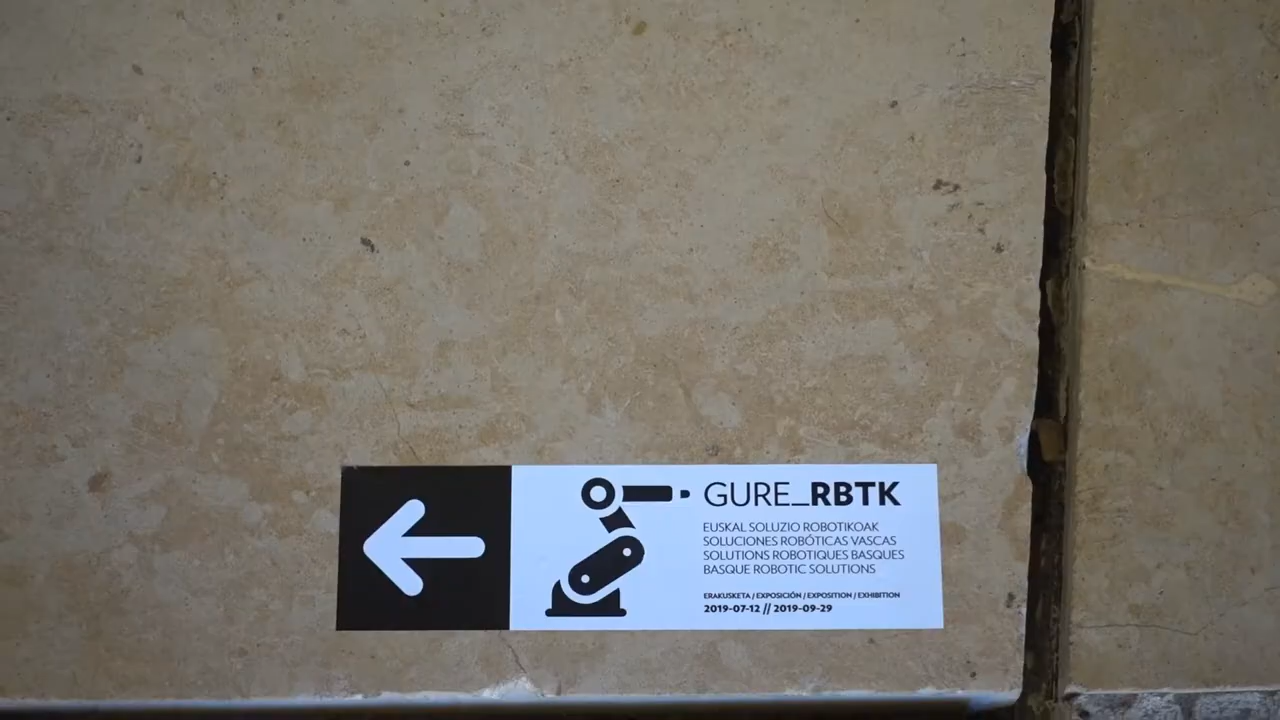 GURE_RBTK
EUSKAL SOLUZIO ROBOTIKOAK
SOLUCIONES ROBÓTICAS VASCAS
SOLUTIONS ROBOTIQUES BASQUES
BASQUE ROBOTIC SOLUTIONS
ERAKUSKETA / EXPOSICIÓN / EXPOSITION / EXHIBITION
2019-07-12 // 2019-09-29